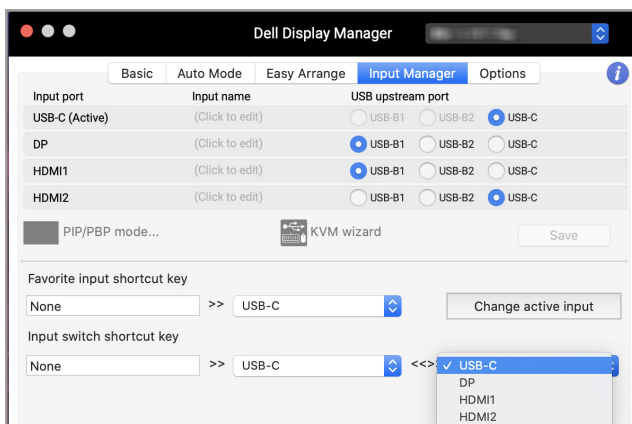 Dell Display Manager
Basic Auto Mode Easy Arrange Input Manager Options i
Input port Input name USB upstream port
USB-C (Active) (Click to edit) USB-B1 USB-B2 USB-C
DP (Click to edit) USB-B1 USB-B2 USB-C
HDMI1 (Click to edit) USB-B1 USB-B2 USB-C
HDMI2 (Click to edit) USB-B1 USB-B2 USB-C
PIP/PBP mode... KVM wizard Save
Favorite input shortcut key
None >> USB-C Change active input
Input switch shortcut key
None >> USB-C <<> ✓ USB-C
DP
HDMI1
HDMI2